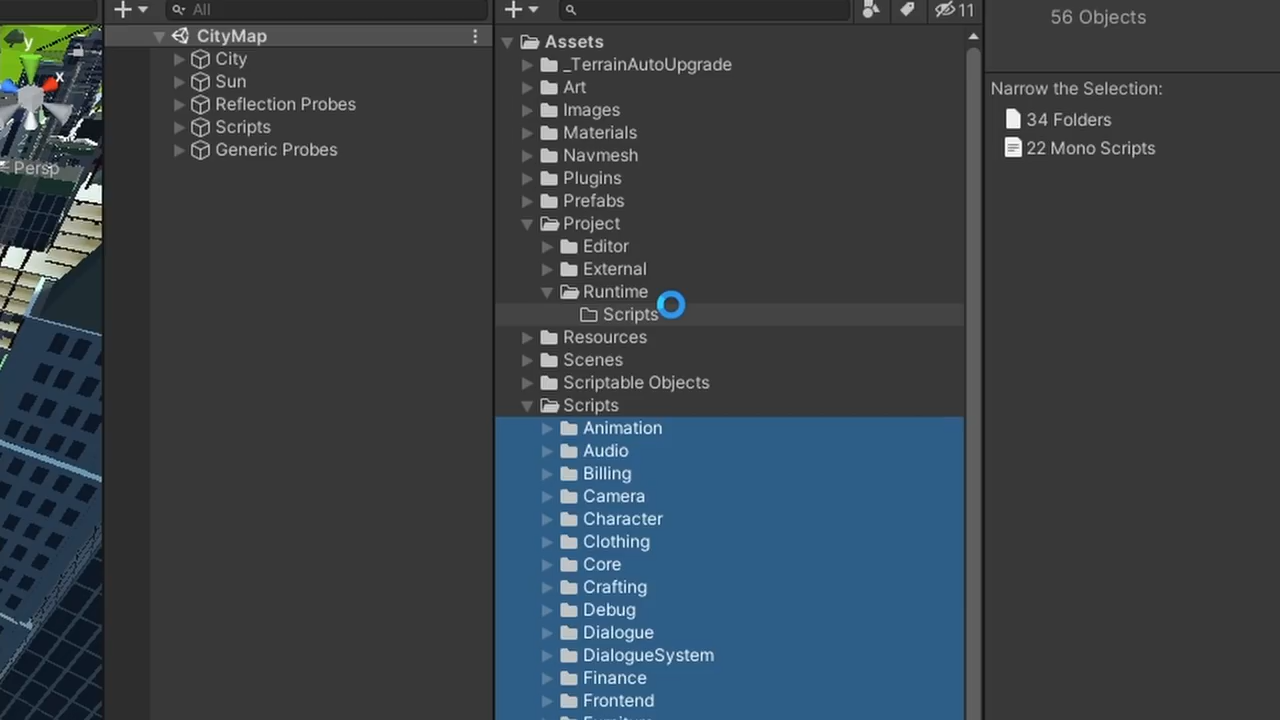 y
x
Persp
All
CityMap
City
Sun
Reflection Probes
Scripts
Generic Probes
11
Assets
_TerrainAutoUpgrade
Art
Images
Materials
Navmesh
Plugins
Prefabs
Project
Editor
External
Runtime
Scripts
Resources
Scenes
Scriptable Objects
Scripts
Animation
Audio
Billing
Camera
Character
Clothing
Core
Crafting
Debug
Dialogue
DialogueSystem
Finance
Frontend
56 Objects
Narrow the Selection:
34 Folders
22 Mono Scripts